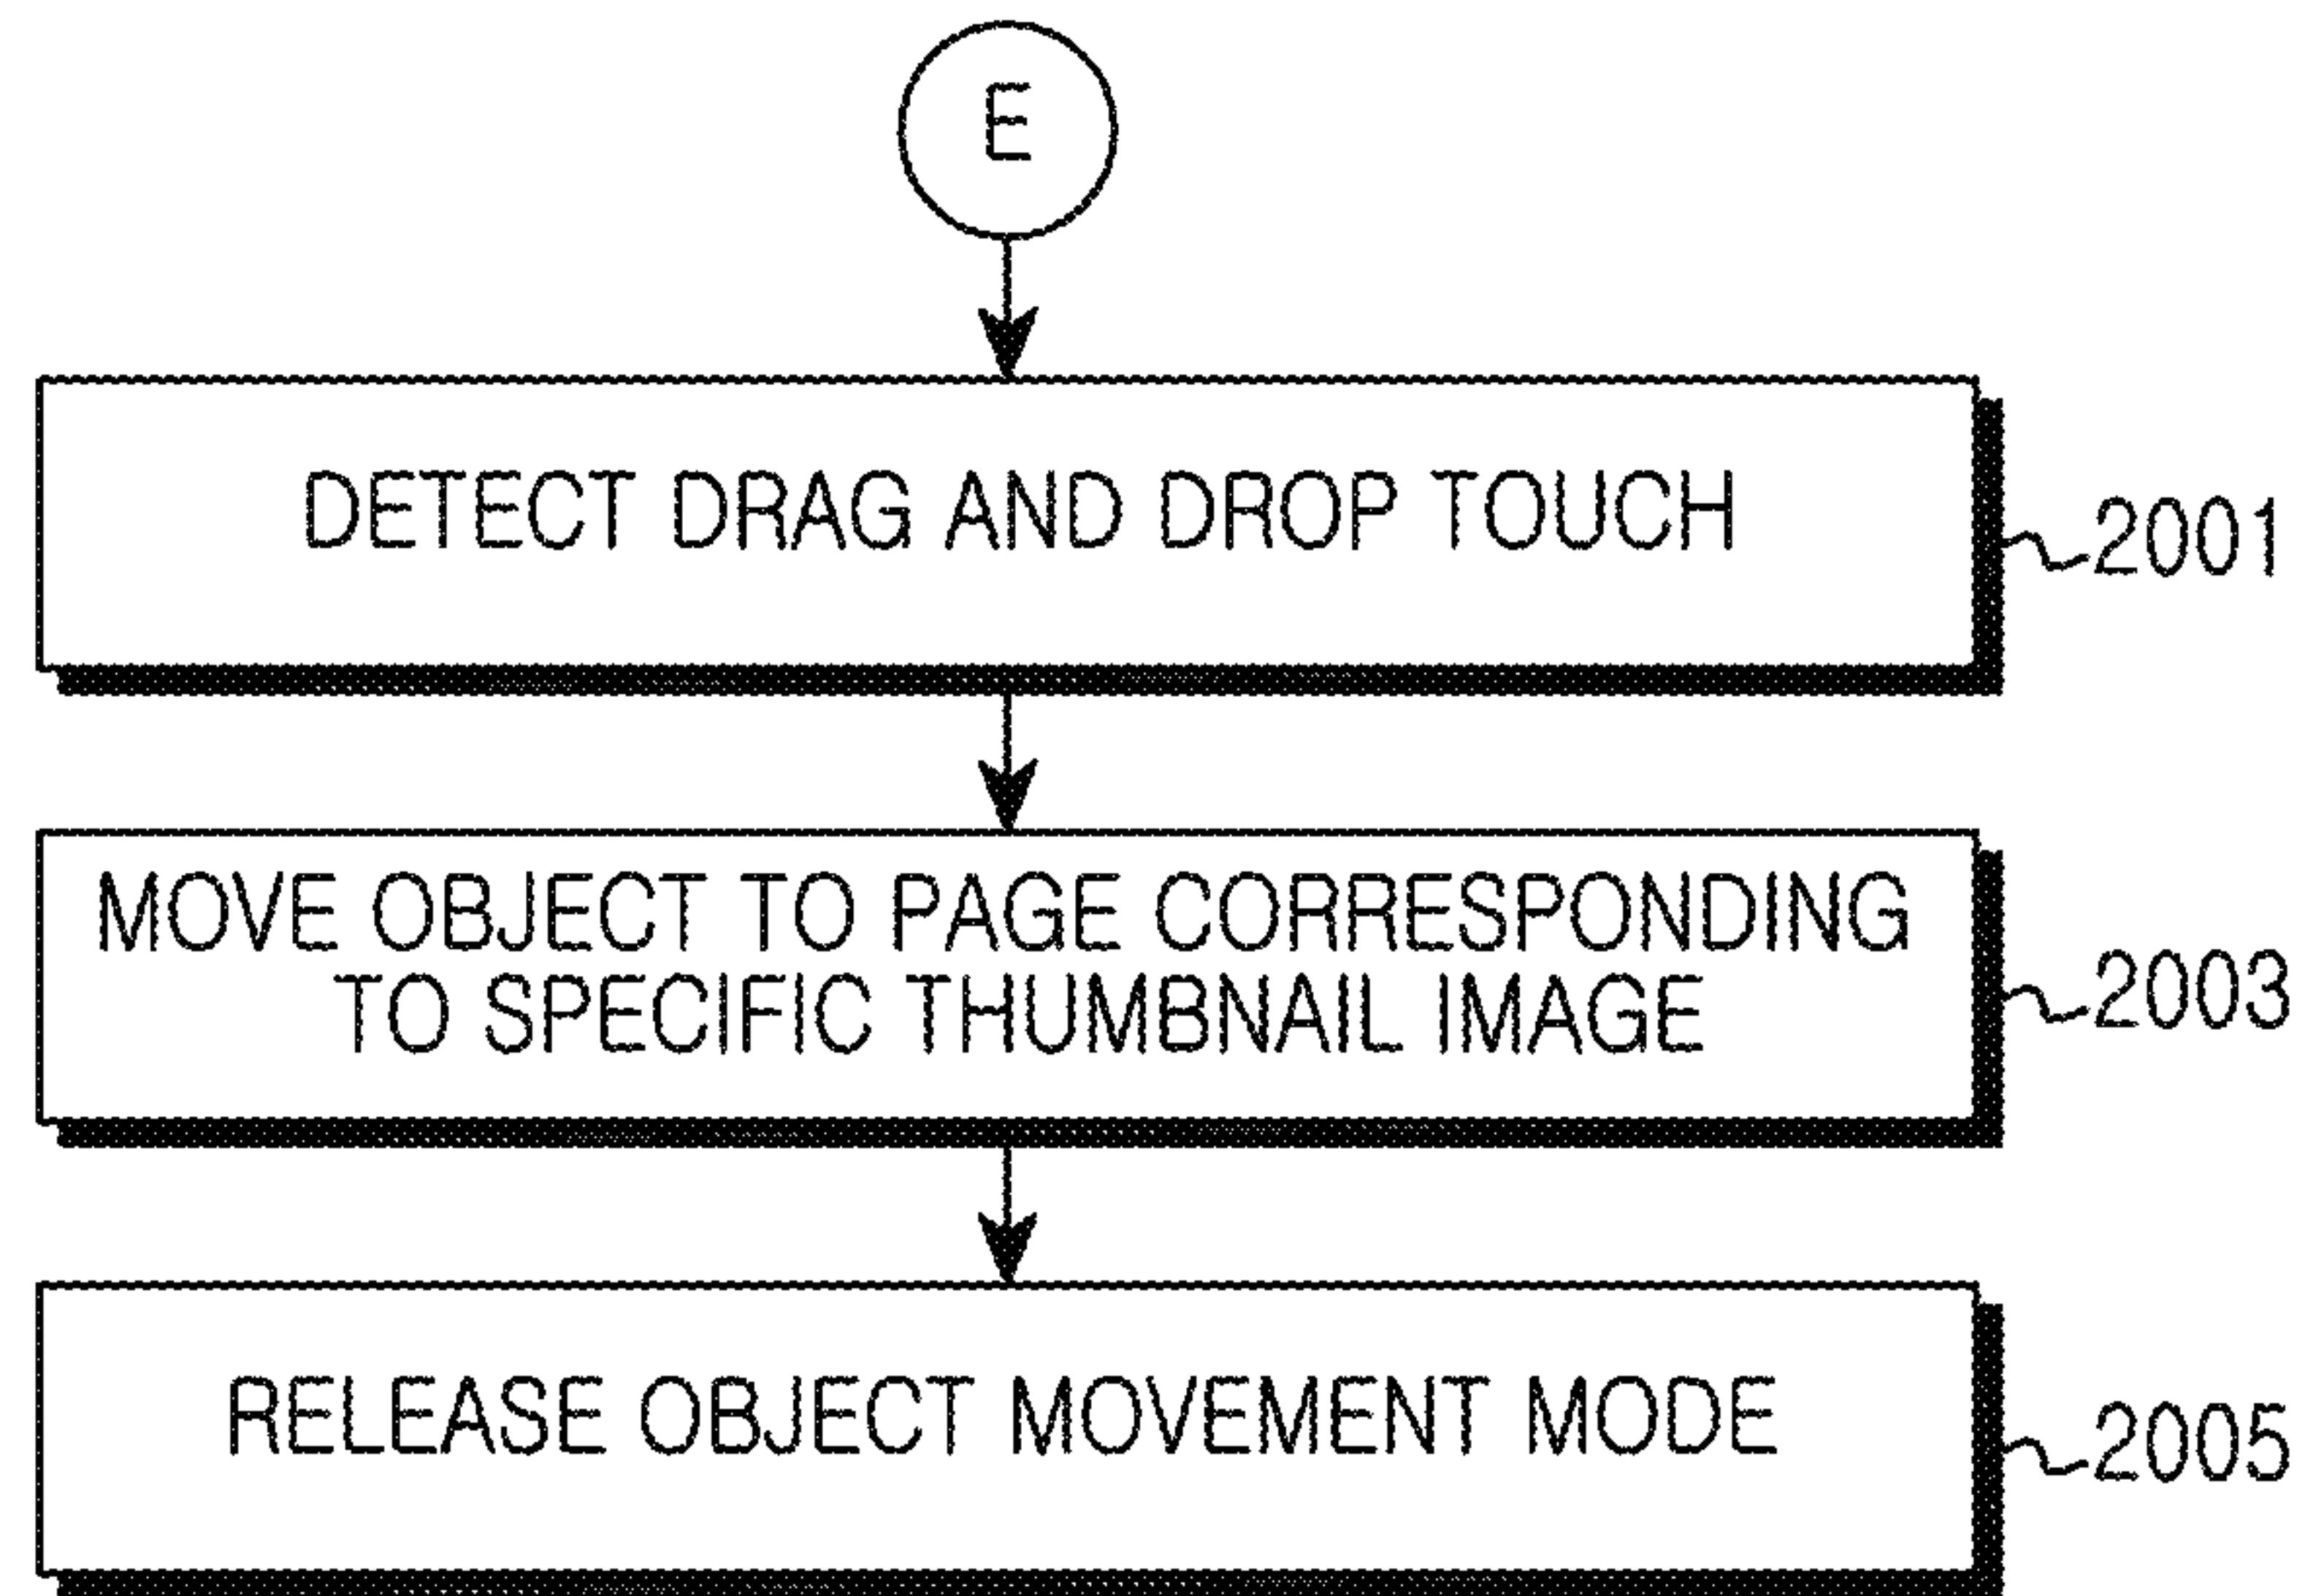 E
DETECT DRAG AND DROP TOUCH
2001
MOVE OBJECT TO PAGE CORRESPONDING
TO SPECIFIC THUMBNAIL IMAGE
2003
RELEASE OBJECT MOVEMENT MODE
2005